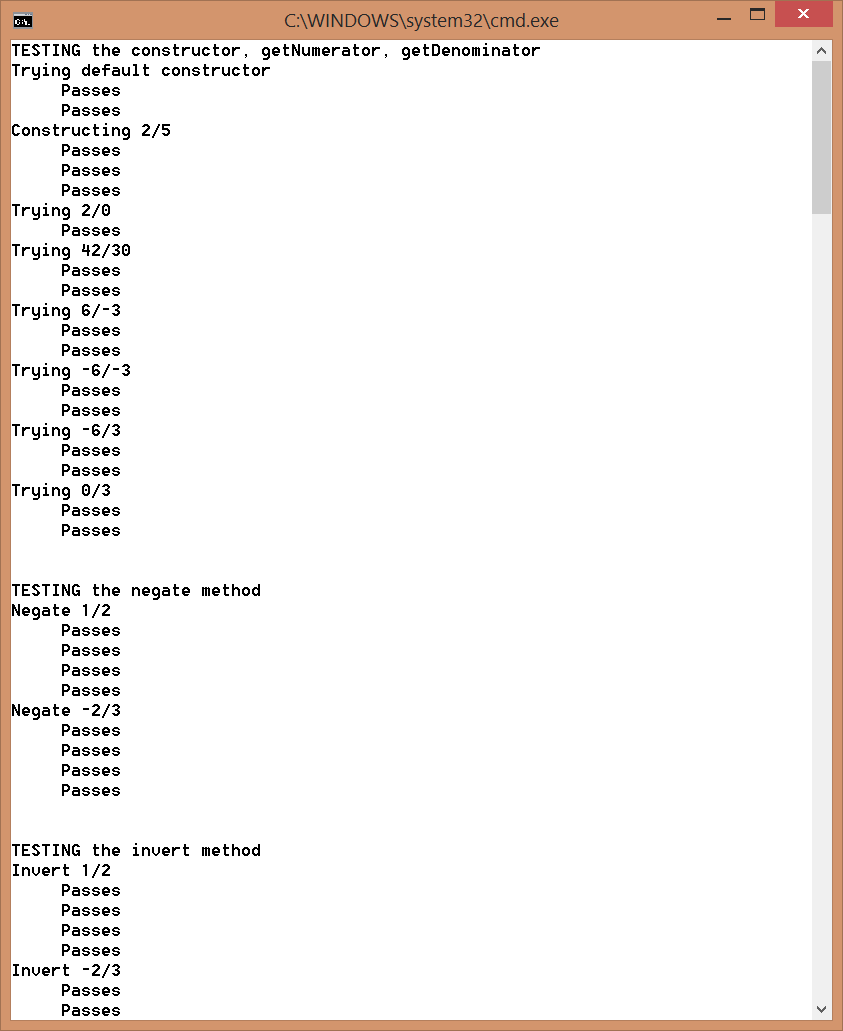 C:\WINDOWS\system32\cmd.exe
TESTING the constructor, getNumerator, getDenominator
Trying default constructor
Passes
Passes
Constructing 2/5
Passes
Passes
Passes
Trying 2/0
Passes
Trying 42/30
Passes
Passes
Trying 6/-3
Passes
Passes
Trying -6/-3
Passes
Passes
Trying -6/3
Passes
Passes
Trying 0/3
Passes
Passes
TESTING the negate method
Negate 1/2
Passes
Passes
Passes
Passes
Negate -2/3
Passes
Passes
Passes
Passes
TESTING the invert method
Invert 1/2
Passes
Passes
Passes
Passes
Invert -2/3
Passes
Passes